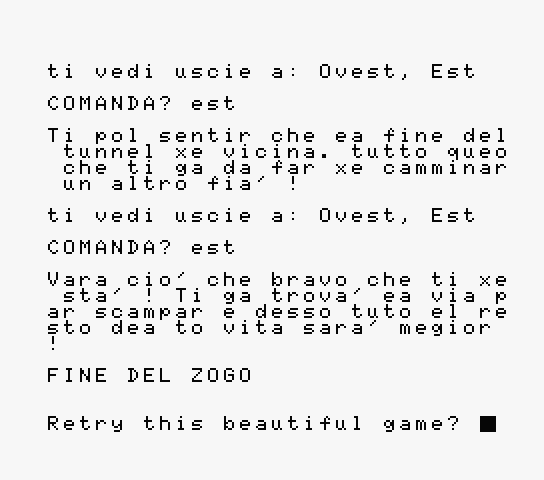 ti vedi uscie a: Ovest, Est
COMANDA? est
Ti pol sentir che ea fine del
tunnel xe vicina. tutto queo
che ti ga da far xe camminar
un altro fia´ !
ti vedi uscie a: Ovest, Est
COMANDA? est
Vara cio´ che bravo che ti xe
sta´ ! Ti ga trova´ ea via p
ar scampar e desso tuto el re
sto dea to vita sara´ megior
!
FINE DEL ZOGO
Retry this beautiful game?